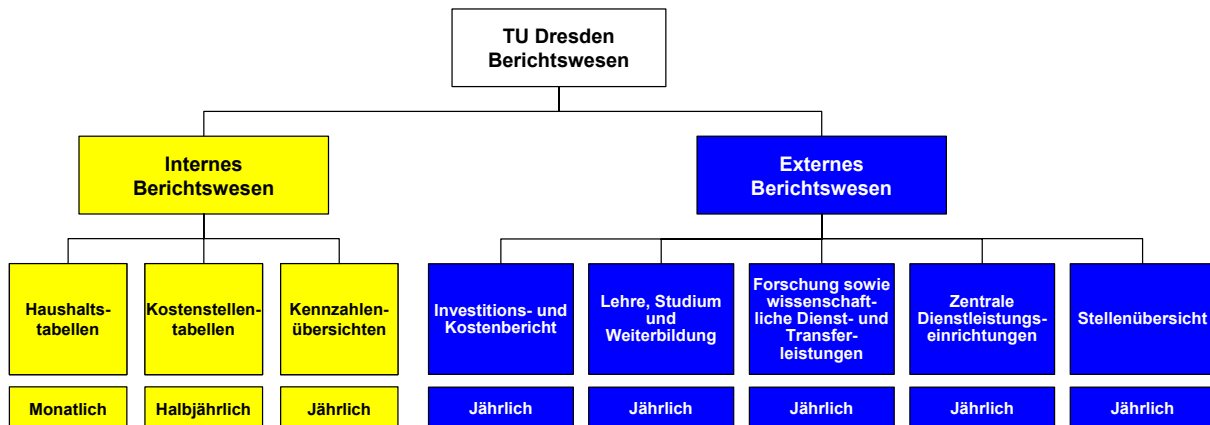 TU Dresden
Berichtswesen
Internes
Berichtswesen
Externes
Berichtswesen
Haushalts-
tabellen
Kostenstellen-
tabellen
Kennzahlen-
übersichten
Investitions- und
Kostenbericht
Lehre, Studium
und
Weiterbildung
Forschung sowie
wissenschaft-
liche Dienst- und
Transfer-
leistungen
Zentrale
Dienstleistungs-
einrichtungen
Stellenübersicht
Monatlich
Halbjährlich
Jährlich
Jährlich
Jährlich
Jährlich
Jährlich
Jährlich